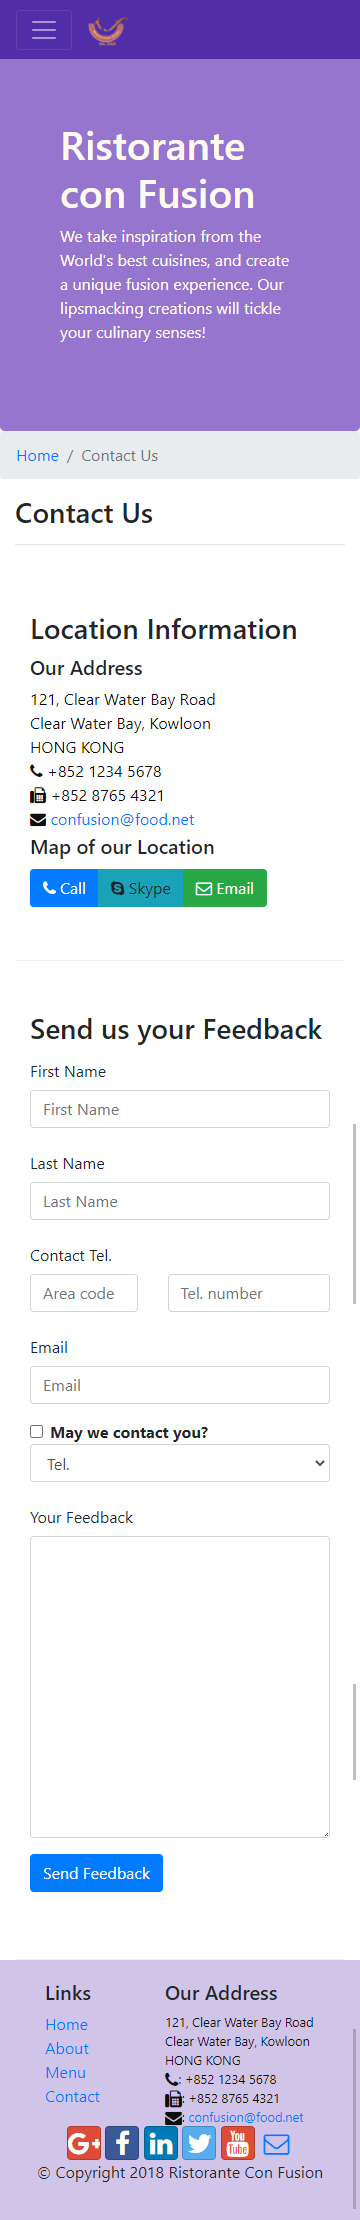 Ristorante
con Fusion
We take inspiration from the
World's best cuisines, and create
a unique fusion experience. Our
lipsmacking creations will tickle
your culinary senses!
Home / Contact Us
Contact Us
Location Information
Our Address
121, Clear Water Bay Road
Clear Water Bay, Kowloon
HONG KONG
+852 1234 5678
+852 8765 4321
confusion@food.net
Map of our Location
Call Skype Email
Send us your Feedback
First Name
First Name
Last Name
Last Name
Contact Tel.
Area code Tel. number
Email
Email
May we contact you?
Tel.
Your Feedback
Send Feedback
Links
Home
About
Menu
Contact
Our Address
121, Clear Water Bay Road
Clear Water Bay, Kowloon
HONG KONG
: +852 1234 5678
: +852 8765 4321
: confusion@food.net
G+ f in You Tube
© Copyright 2018 Ristorante Con Fusion